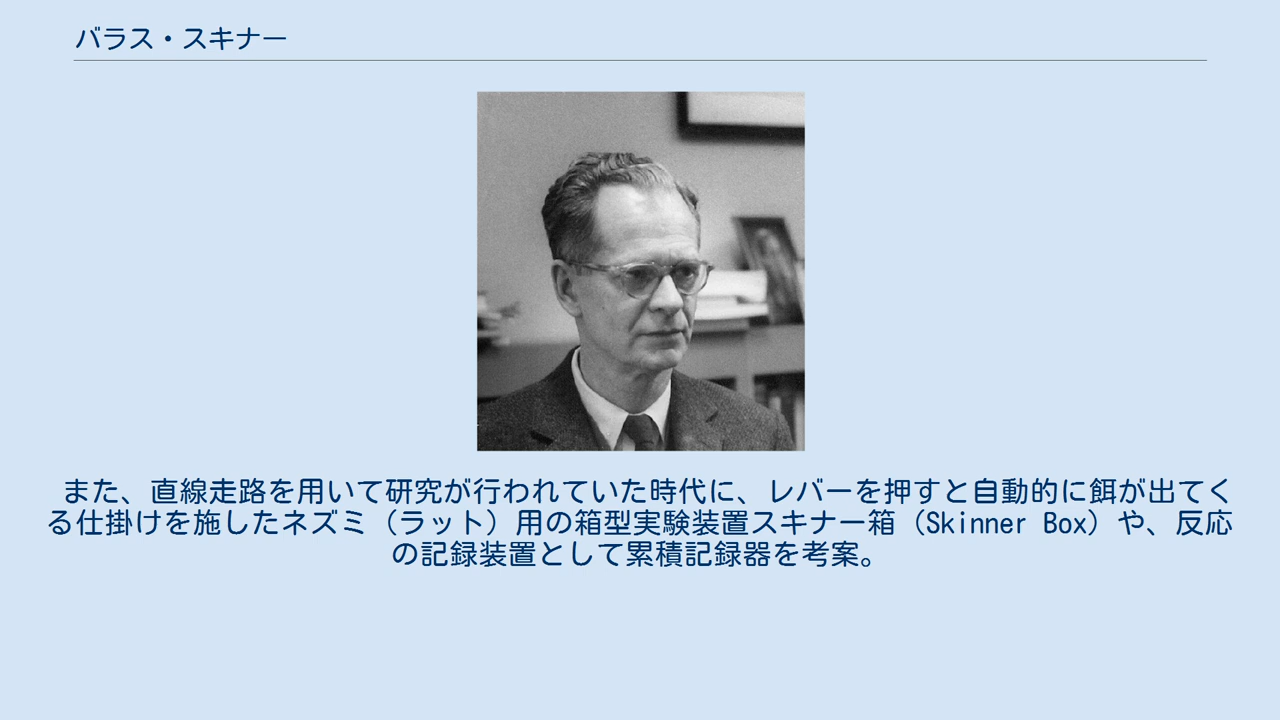 バラス・スキナー
また、直線走路を用いて研究が行われていた時代に、レバーを押すと自動的に餌が出てく
る仕掛けを施したネズミ（ラット）用の箱型実験装置スキナー箱（Skinner Box）や、反応
の記録装置として累積記録器を考案。